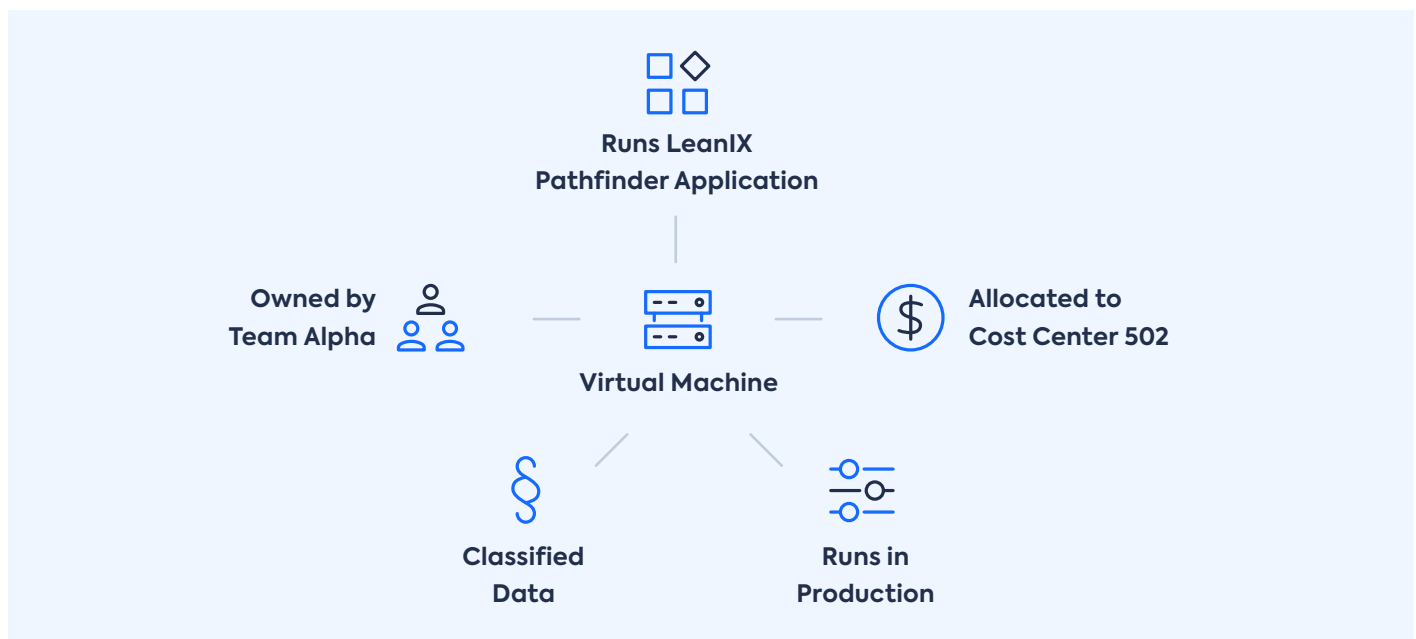 Runs LeanIX
Pathfinder Application
Owned by
Team Alpha
Allocated to
Cost Center 502
Virtual Machine
Classified
Data
Runs in
Production